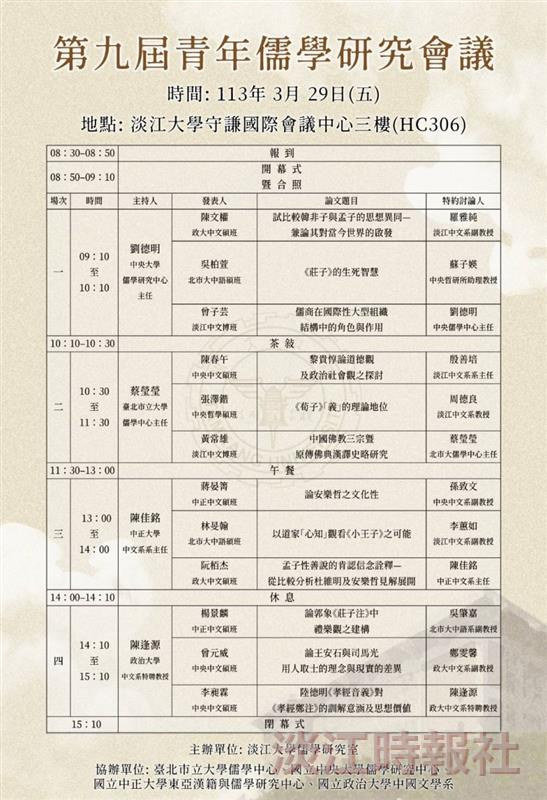 第九屆青年儒學研究會議
時間: 113年 3月 29日(五)
地點: 淡江大學守謙國際會議中心三樓(HC306)
08：30-08：50 報到
08：50-09：10 開幕式
暨合照
場次 時間 主持人 發表人 論文題目 特約討論人
一 09：10 至 10：10 劉德明 中央大學 儒學研究中心 主任
陳文權 政大中文碩班 試比較韓非子與孟子的思想異同— 兼論其對當今世界的啟發 羅雅純 淡江中文系副教授
吳柏萱 北市大中語碩班 《莊子》的生死智慧 蘇子媖 中央哲研所助理教授
曾子芸 淡江中文博班 儒商在國際性大型組織 結構中的角色與作用 劉德明 中央儒學中心主任
10：10-10：30 茶敍
二 10：30 至 11：30 蔡瑩瑩 臺北市立大學 儒學中心主任
陳春午 中央中文碩班 黎貴惇論道德觀 及政治社會觀之探討 殷善培 淡江中文系系主任
張澤鍇 中央哲學碩班 《荀子》「義」的理論地位 周德良 淡江中文系教授
黃常雄 淡江中文博班 中國佛教三宗暨 原傳佛典漢譯史略研究 蔡瑩瑩 北市大儒學中心主任
11：30-13：00 午餐
三 13：00 至 14：00 陳佳銘 中正大學 中文系系主任
蔣晏菁 中正中文碩班 論安樂哲之文化性 孫致文 中央中文系副教授
林旻翰 北市大中語碩班 以道家「心知」觀看《小王子》之可能 李蕙如 淡江中文系副教授
阮栢杰 政大中文碩班 孟子性善說的肯認信念詮釋— 從比較分析杜維明及安樂哲見解展開 陳佳銘 中正中文系主任
14：00-14：10 休息
四 14：10 至 15：10 陳逢源 政治大學 中文系特聘教授
楊景麟 中正中文碩班 論郭象《莊子注》中 禮樂觀之建構 吳肇嘉 北市大中語系副教授
曾元威 中央中文碩班 論王安石與司馬光 用人取士的理念與現實的差異 鄭雯馨 政大中文系副教授
李昶霖 中央中文碩班 陸德明《孝經音義》對 《孝經鄭注》的訓解意涵及思想價值 陳逢源 政大中文系特聘教授
15：10 閉幕式
主辦單位: 淡江大學儒學研究室
協辦單位: 臺北市立大學儒學中心、國立中央大學儒學研究中心、
國立中正大學東亞漢籍與儒學研究中心、國立政治大學中國文學系
淡江時報社